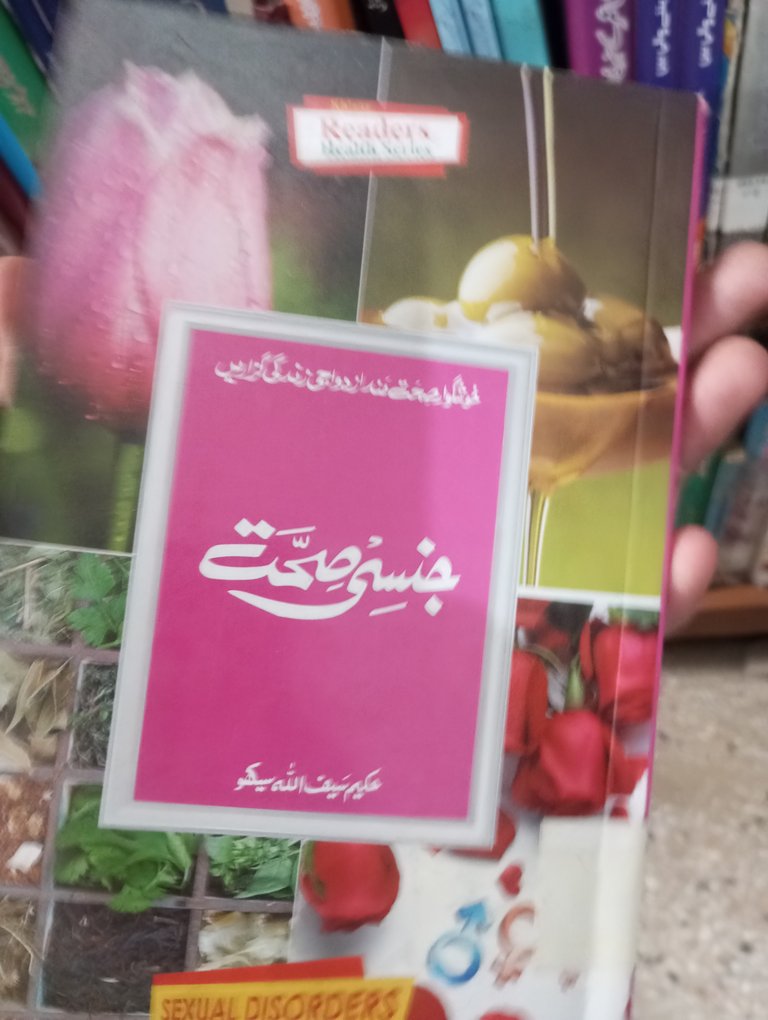 Readers
Health Series
خوشگوار صحت مند ازدواجی زندگی گزاریں
جنسی صحت
حکیم سیف اللہ سیکھو
SEXUAL DISORDERS